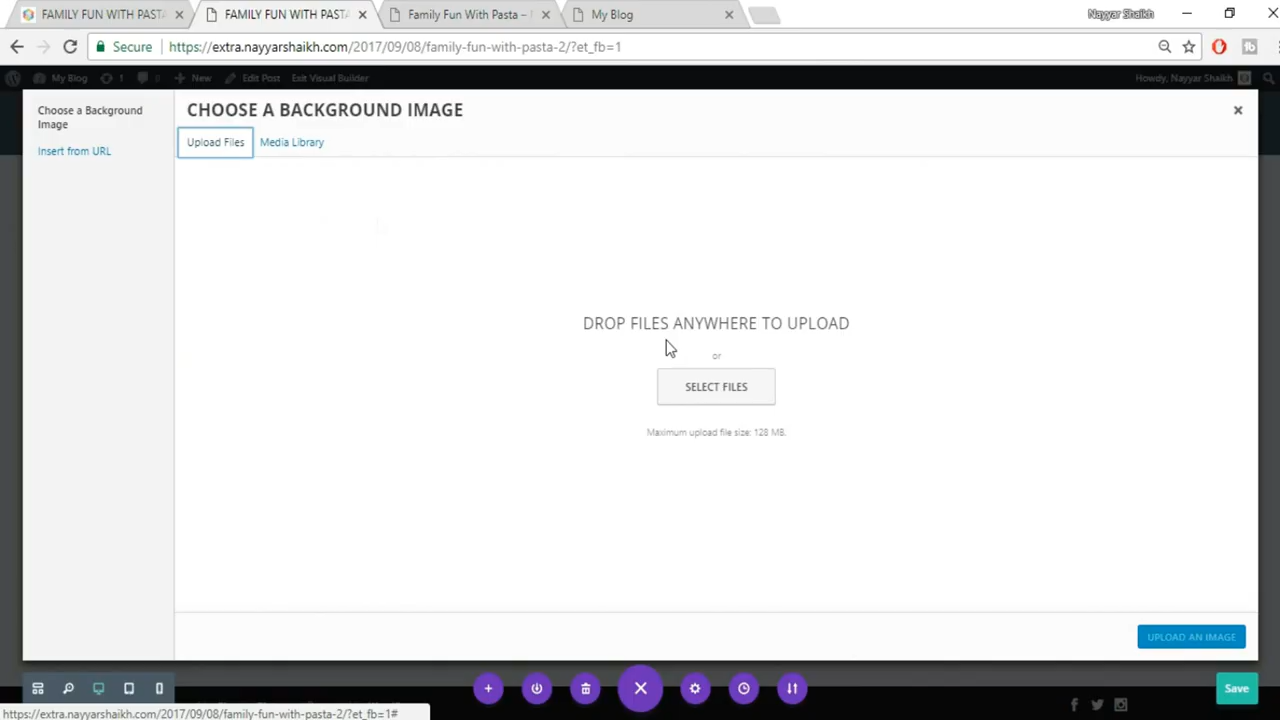 FAMILY FUN WITH PASTA
FAMILY FUN WITH PASTA
Family Fun With Pasta –
My Blog
Nayyar Shaikh
Secure
https://extra.nayyarshaikh.com/2017/09/08/family-fun-with-pasta-2/?et_fb=1
My Blog
1
New
Edit Post
Exit Visual Builder
Howdy, Nayyar Shaikh
Choose a Background
Image
Insert from URL
CHOOSE A BACKGROUND IMAGE
Upload Files
Media Library
DROP FILES ANYWHERE TO UPLOAD
or
SELECT FILES
Maximum upload file size: 128 MB.
UPLOAD AN IMAGE
Save
https://extra.nayyarshaikh.com/2017/09/08/family-fun-with-pasta-2/?et_fb=1#